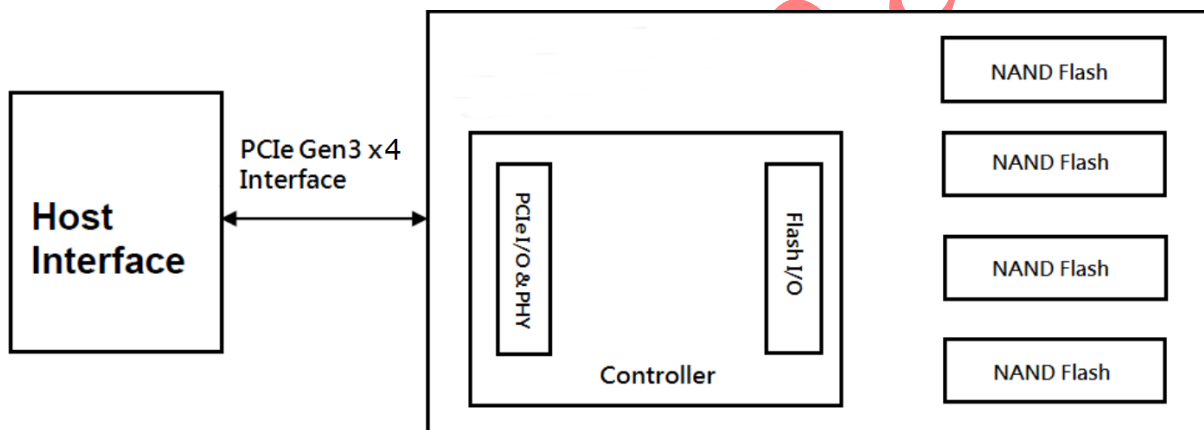 PCIe Gen3 x4
Interface
Host
Interface
PCIe I/O & PHY
Flash I/O
Controller
NAND Flash
NAND Flash
NAND Flash
NAND Flash